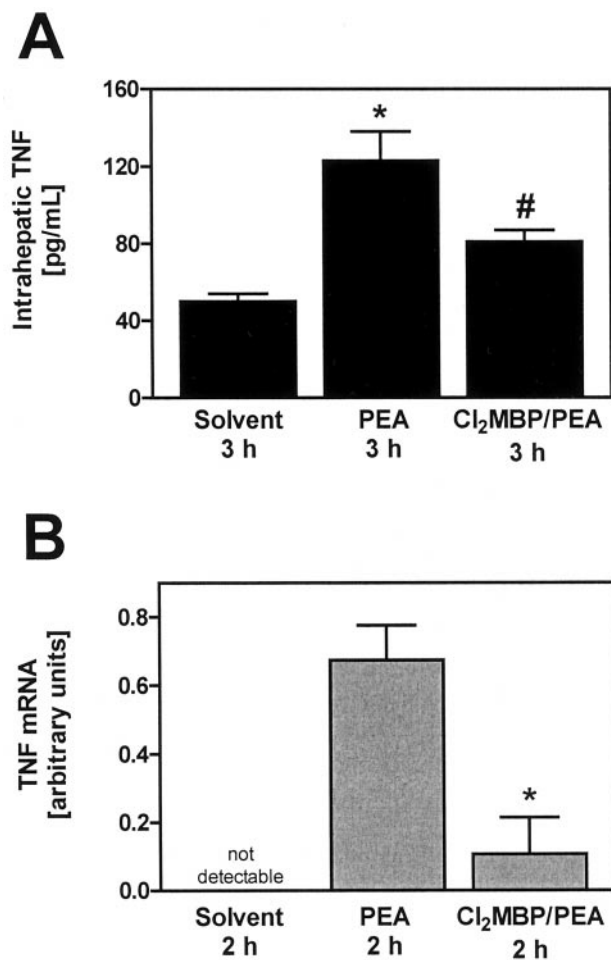 A
Intrahepatic TNF
[pg/mL]
160
120
80
40
0
*
#
Solvent
3 h
PEA
3 h
Cl₂MBP/PEA
3 h
B
TNF mRNA
[arbitrary units]
0.8
0.6
0.4
0.2
0.0
not
detectable
*
Solvent
2 h
PEA
2 h
Cl₂MBP/PEA
2 h